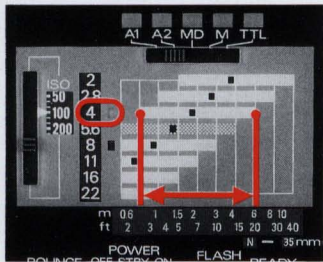 A1 A2 MD M TTL
ISO
50
100
200
2
2.8
4
5.6
8
11
16
22
m 0.6 1 1.5 2 3 4 6 8 10
ft 2 3 5 7 10 15 20 30 40
N — 35mm
POWER
BOUNCE OFF STBY ON FLASH READY